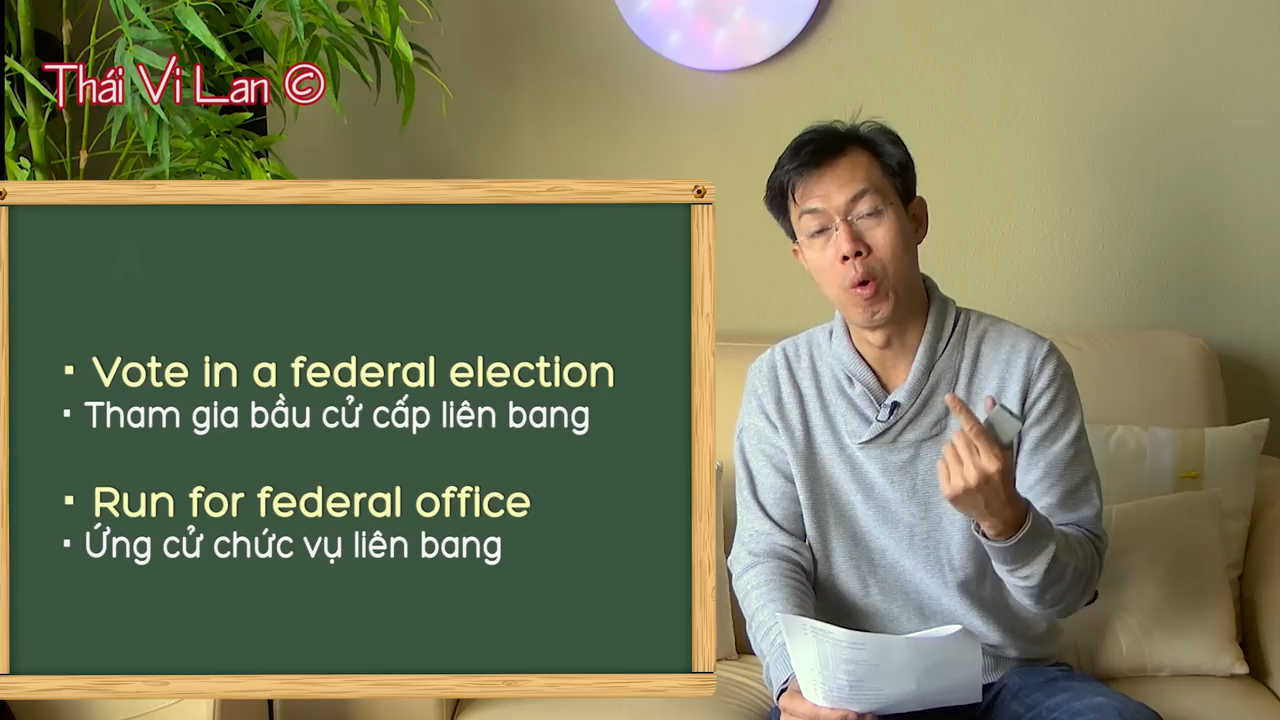 Thái Vi Lan ©
▪ Vote in a federal election
▪ Tham gia bầu cử cấp liên bang
▪ Run for federal office
▪ Ứng cử chức vụ liên bang